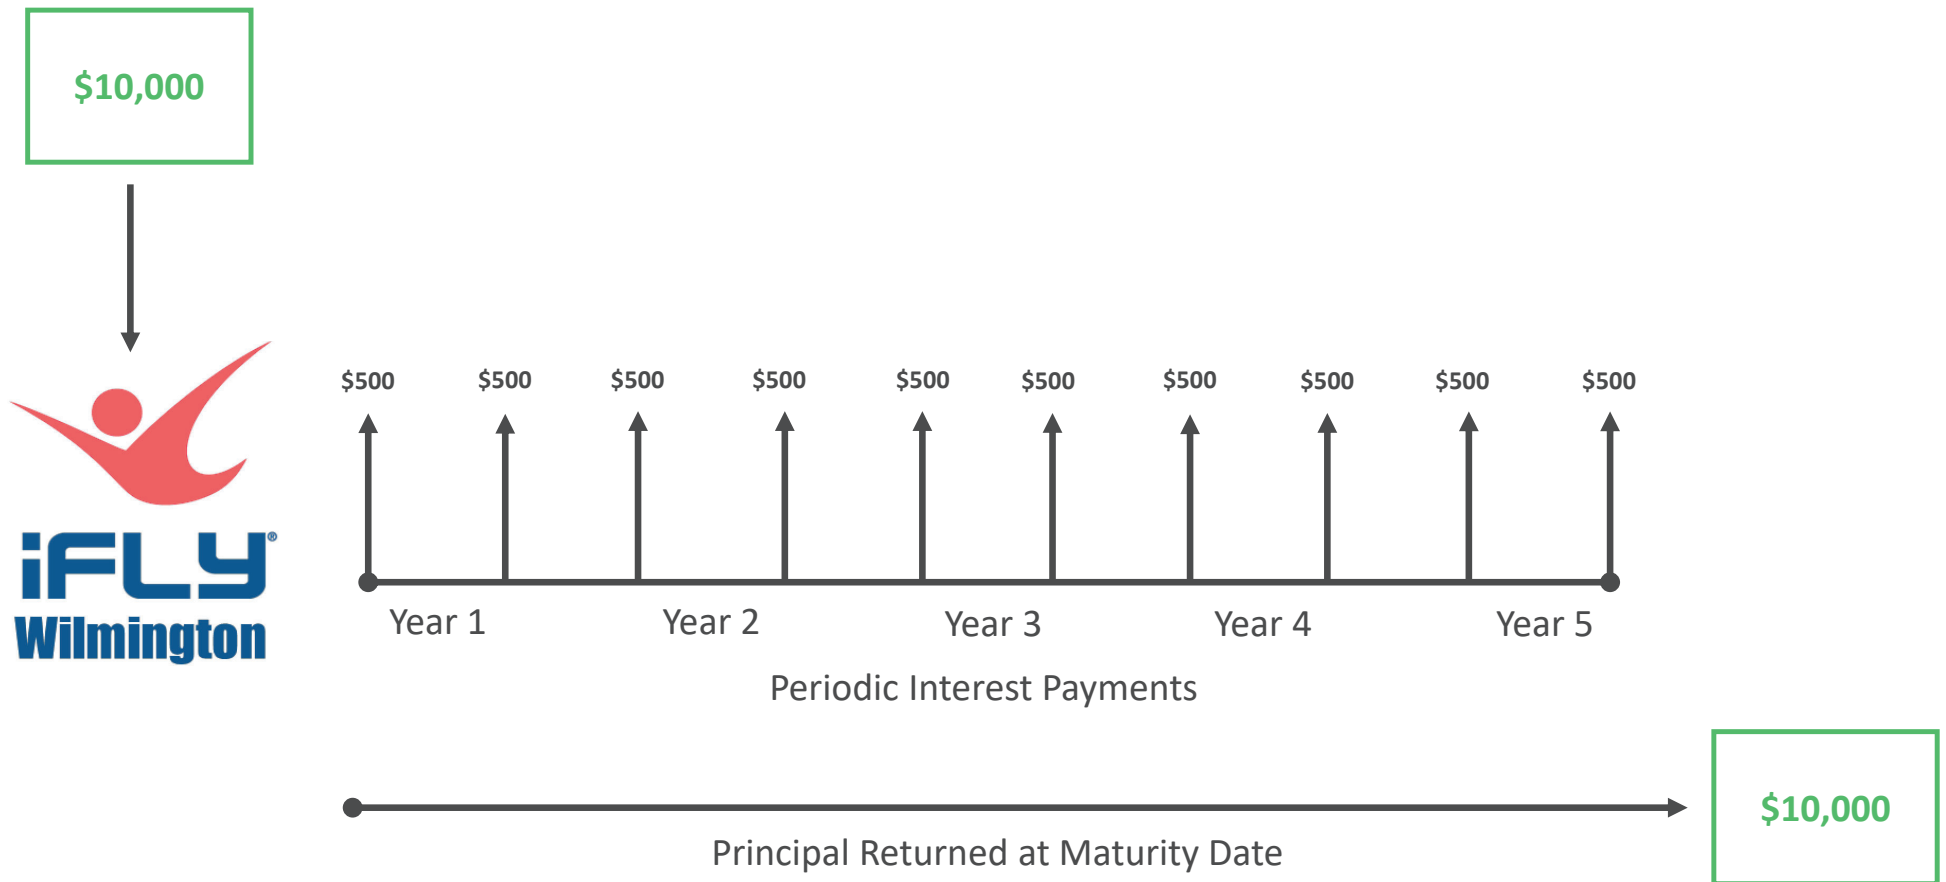 $10,000
$500 $500 $500 $500 $500 $500 $500 $500 $500 $500
iFLY®
Wilmington
Year 1 Year 2 Year 3 Year 4 Year 5
Periodic Interest Payments
$10,000
Principal Returned at Maturity Date